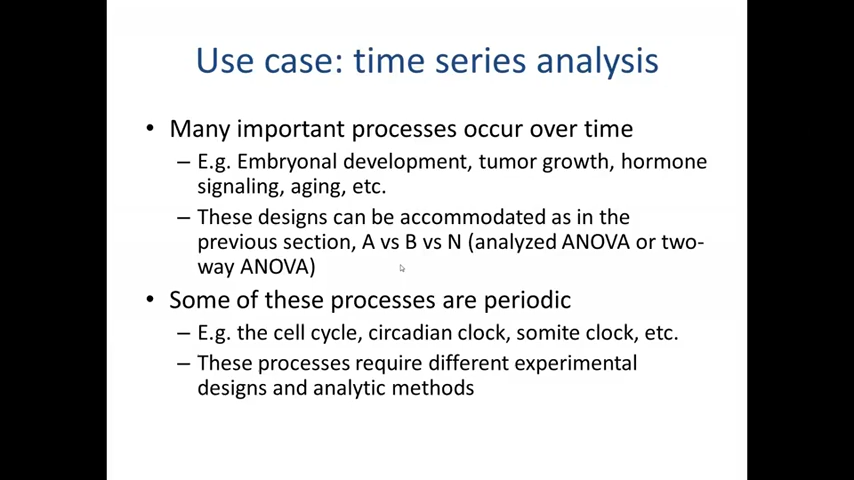 Use case: time series analysis
• Many important processes occur over time
– E.g. Embryonal development, tumor growth, hormone
signaling, aging, etc.
– These designs can be accommodated as in the
previous section, A vs B vs N (analyzed ANOVA or two-
way ANOVA)
• Some of these processes are periodic
– E.g. the cell cycle, circadian clock, somite clock, etc.
– These processes require different experimental
designs and analytic methods